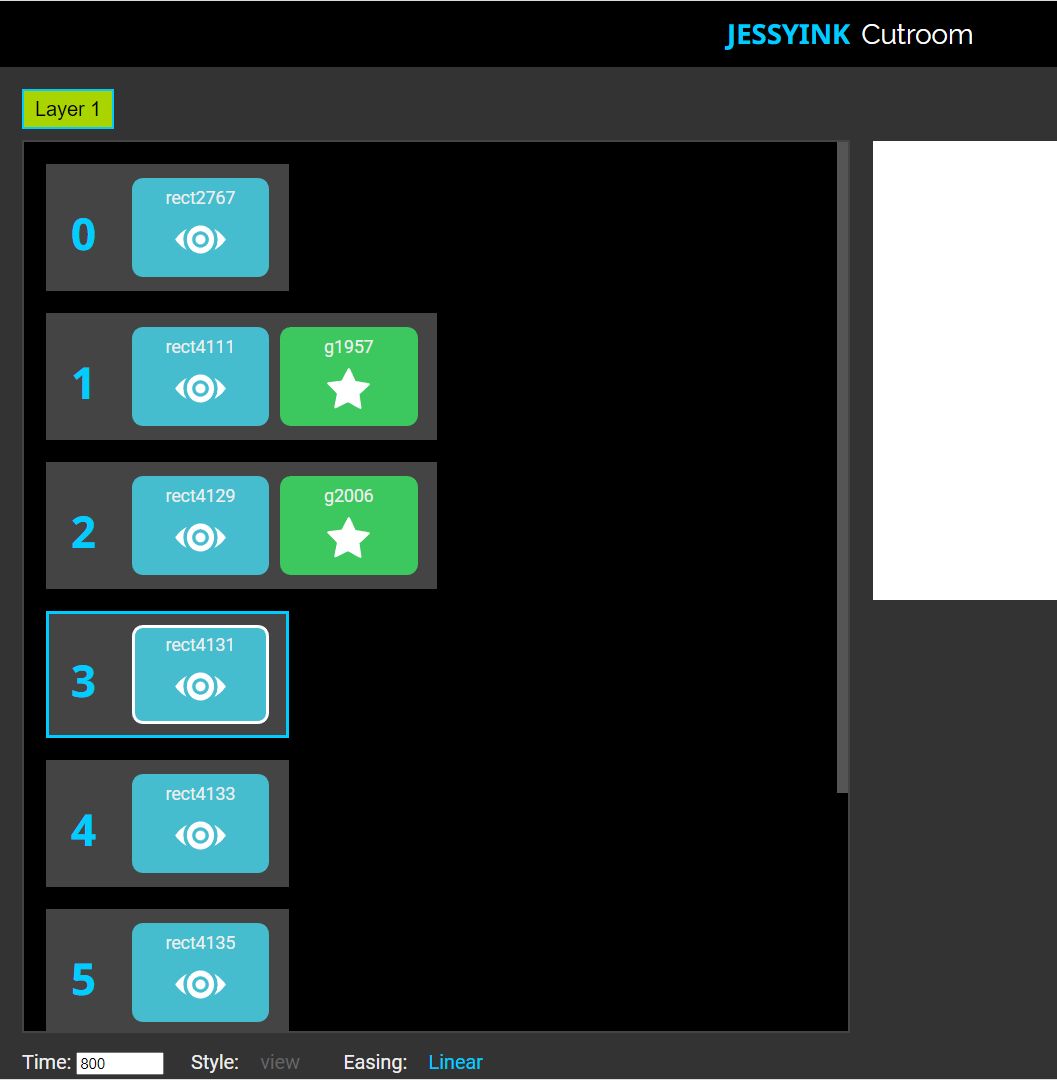 JESSYINK Cutroom
Layer 1
0
rect2767
1
rect4111
g1957
2
rect4129
g2006
3
rect4131
4
rect4133
5
rect4135
Time: 800 Style: view Easing: Linear